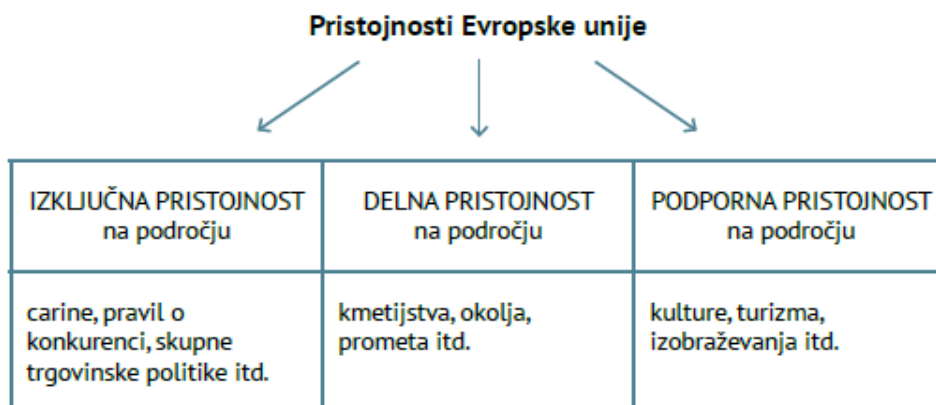 Pristojnosti Evropske unije
IZKLJUČNA PRISTOJNOST
na področju
DELNA PRISTOJNOST
na področju
PODPORNA PRISTOJNOST
na področju
carine, pravil o
konkurenci, skupne
trgovinske politike itd.
kmetijstva, okolja,
prometa itd.
kulture, turizma,
izobraževanja itd.